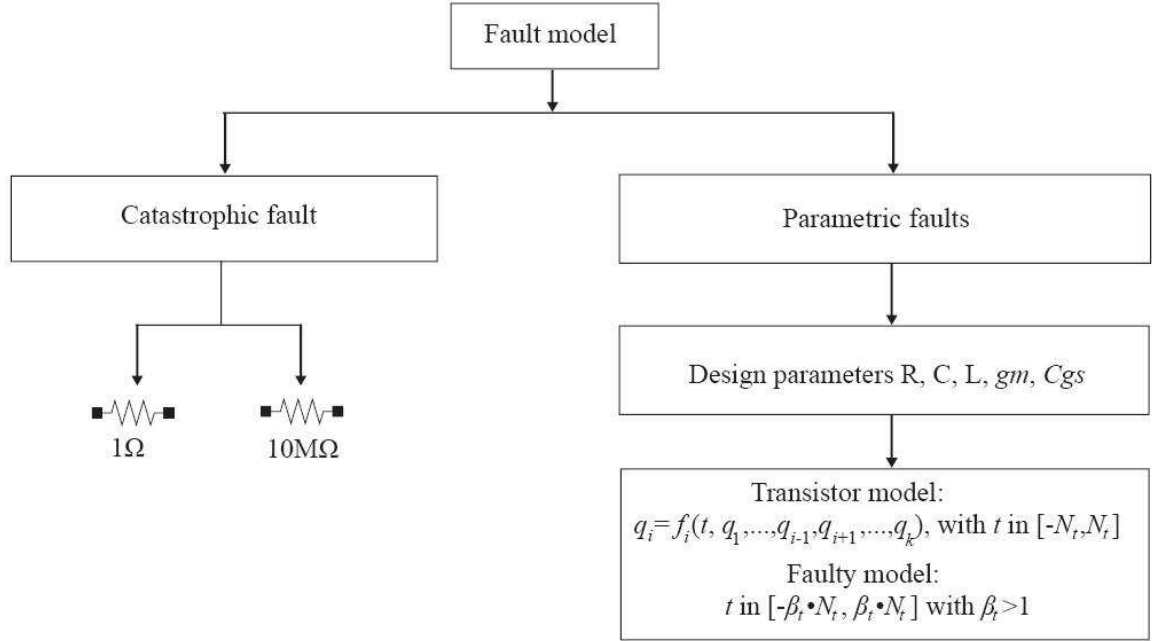 Fault model
Catastrophic fault
Parametric faults
Design parameters R, C, L, gm, Cgs
1Ω
10MΩ
Transistor model:
qᵢ= fᵢ(t, q₁,...,qᵢ₋₁,qᵢ₊₁,...,qₖ), with t in [-Nₜ,Nₜ]
Faulty model:
t in [-βₜ•Nₜ, βₜ•Nₜ] with βₜ>1